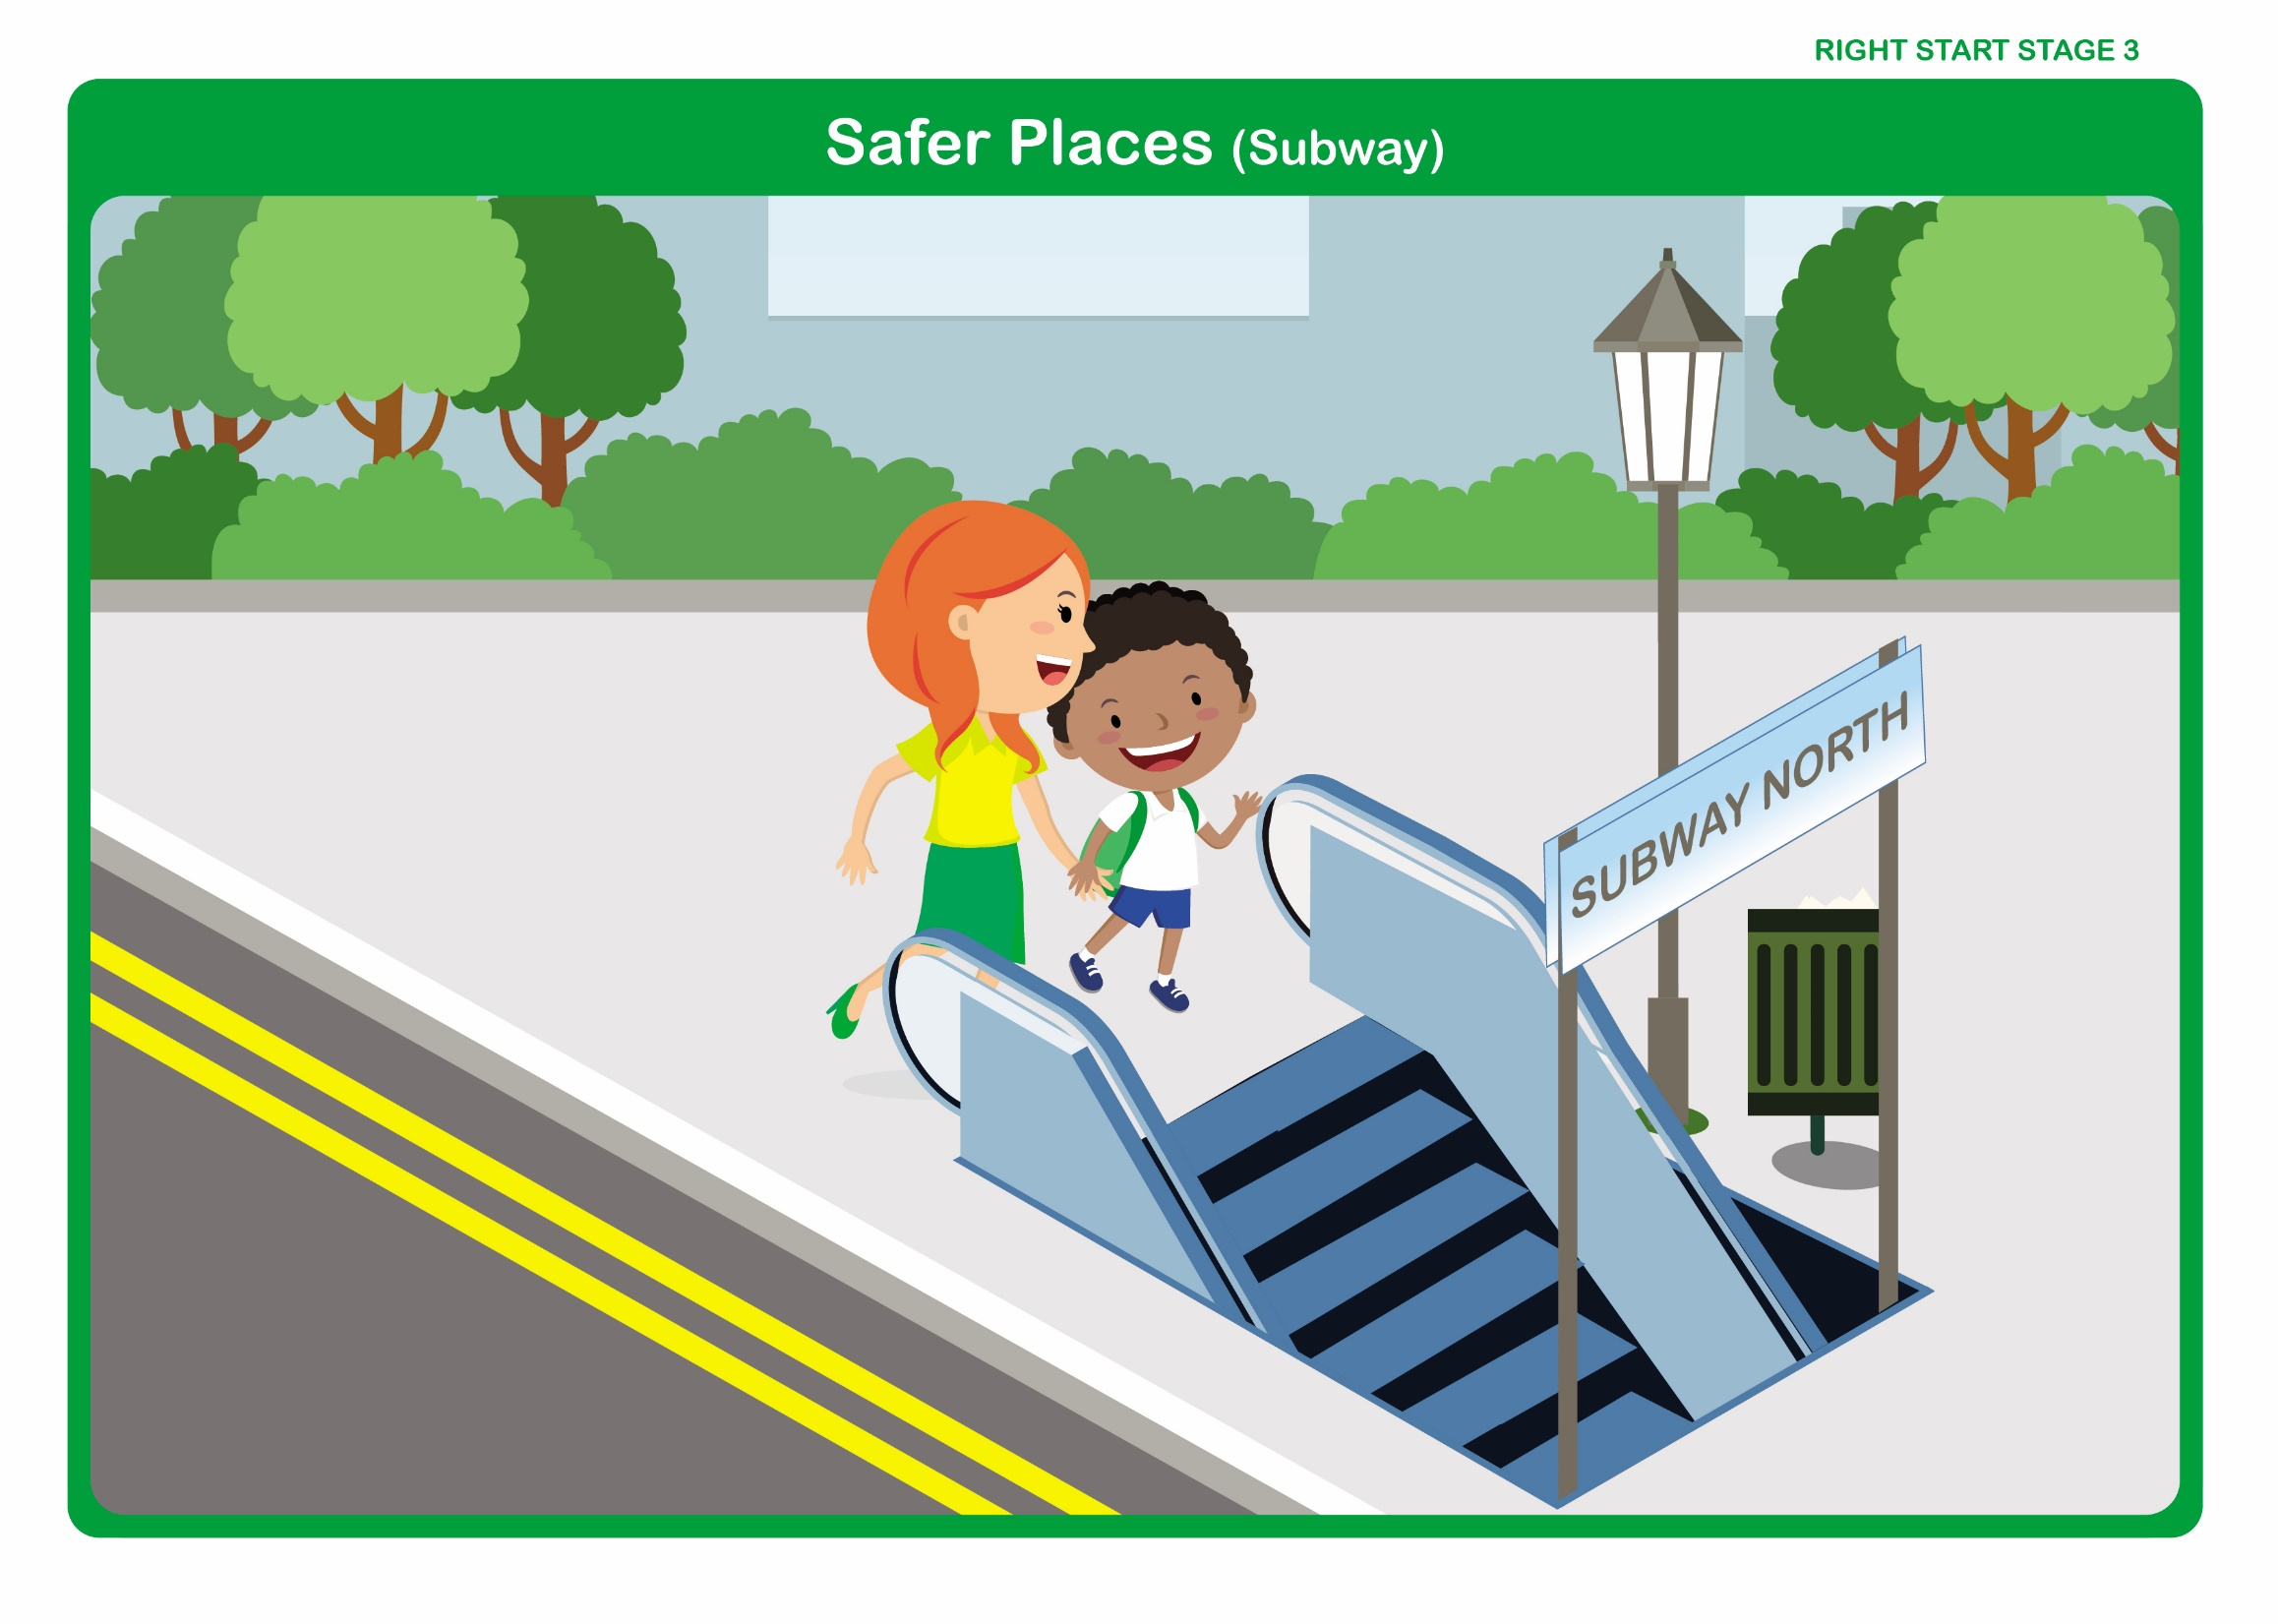 RIGHT START STAGE 3
Safer Places (Subway)
SUBWAY NORTH